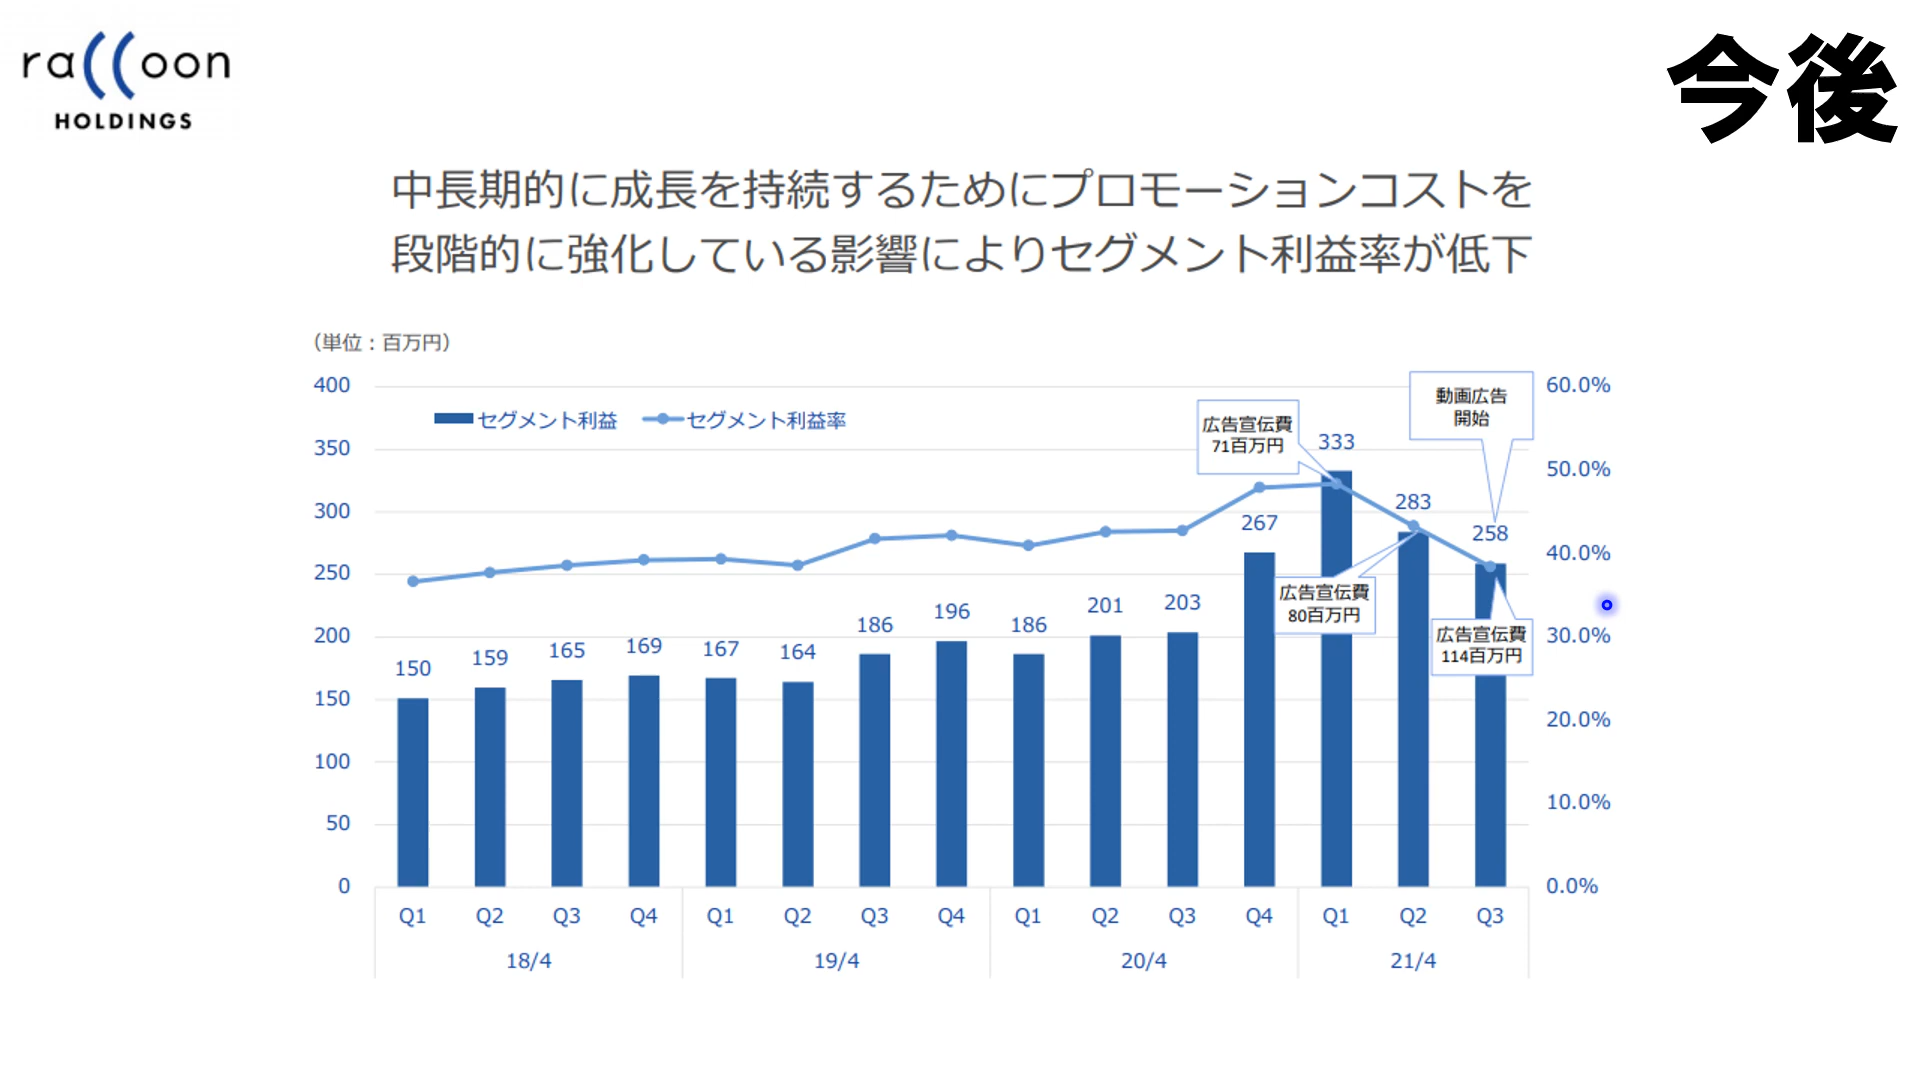 raccoon
HOLDINGS
今後
中長期的に成長を持続するためにプロモーションコストを
段階的に強化している影響によりセグメント利益率が低下
（単位：百万円）
セグメント利益 セグメント利益率
400
350
300
250
200
150
100
50
0
60.0%
50.0%
40.0%
30.0%
20.0%
10.0%
0.0%
150
159
165
169
167
164
186
196
186
201
203
267
333
283
258
広告宣伝費
71百万円
広告宣伝費
80百万円
動画広告
開始
広告宣伝費
114百万円
Q1 Q2 Q3 Q4 Q1 Q2 Q3 Q4 Q1 Q2 Q3 Q4 Q1 Q2 Q3
18/4 19/4 20/4 21/4